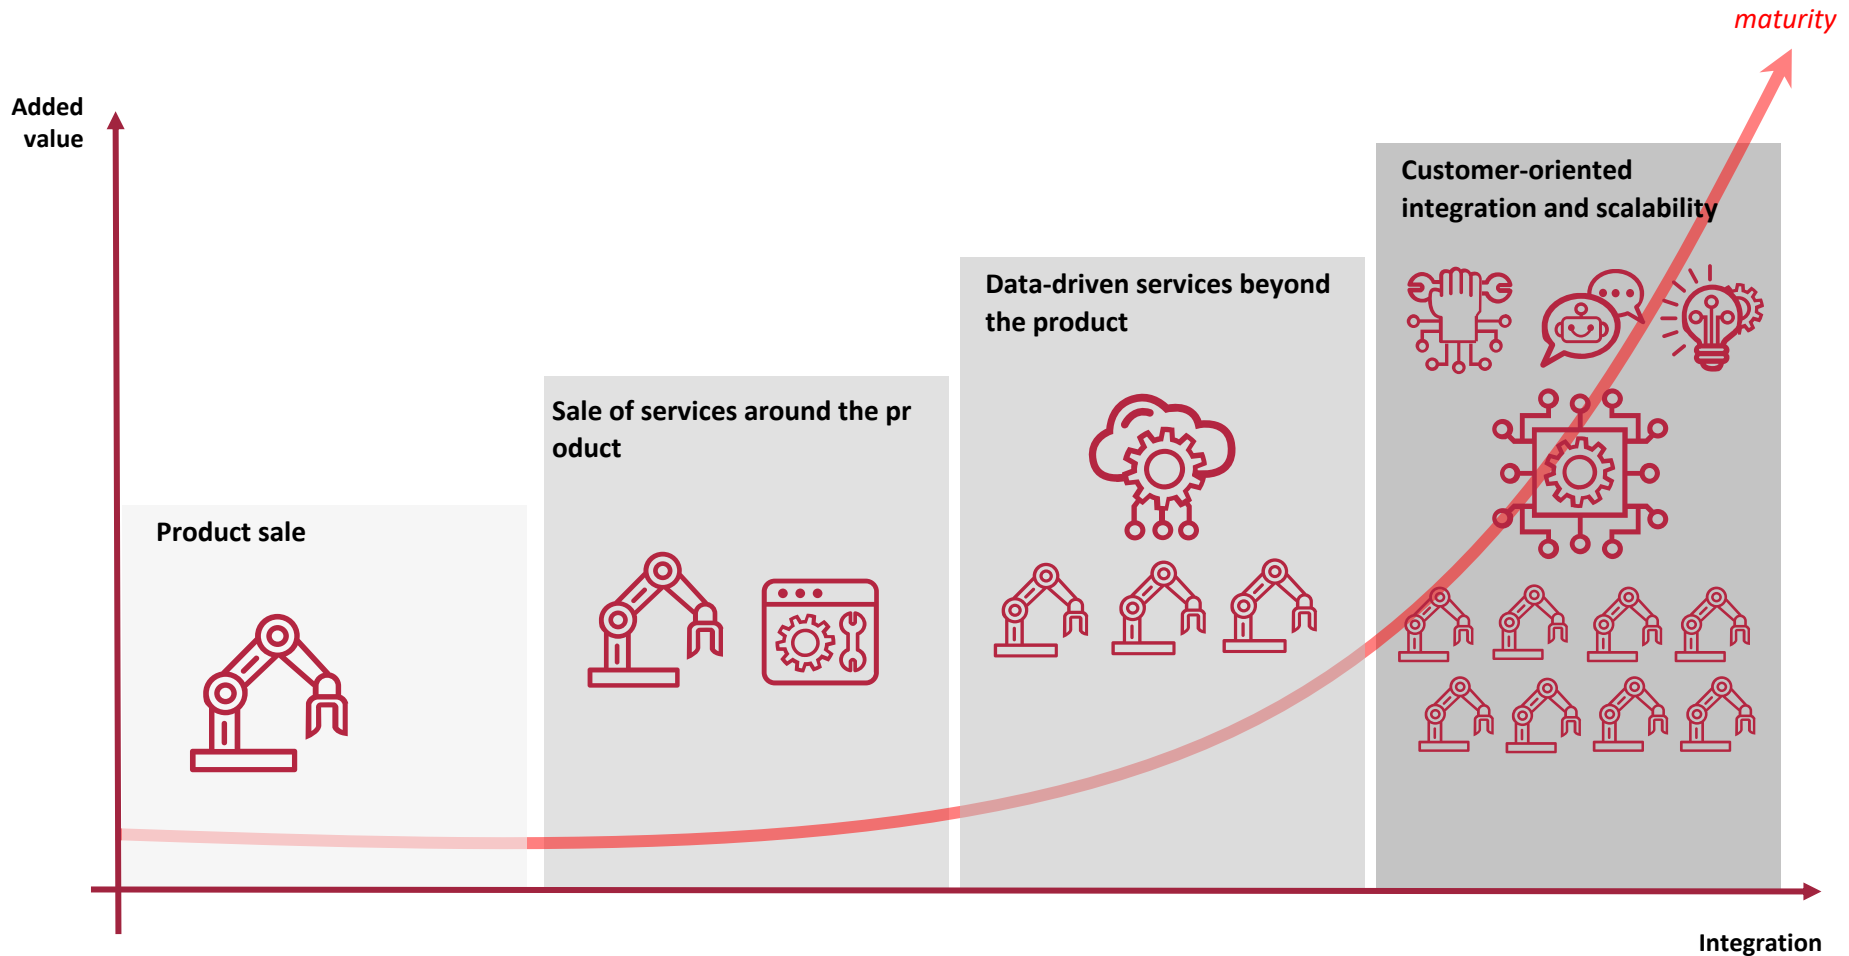 maturity
Added
value
Customer-oriented
integration and scalability
Data-driven services beyond
the product
Sale of services around the pr
oduct
Product sale
Integration